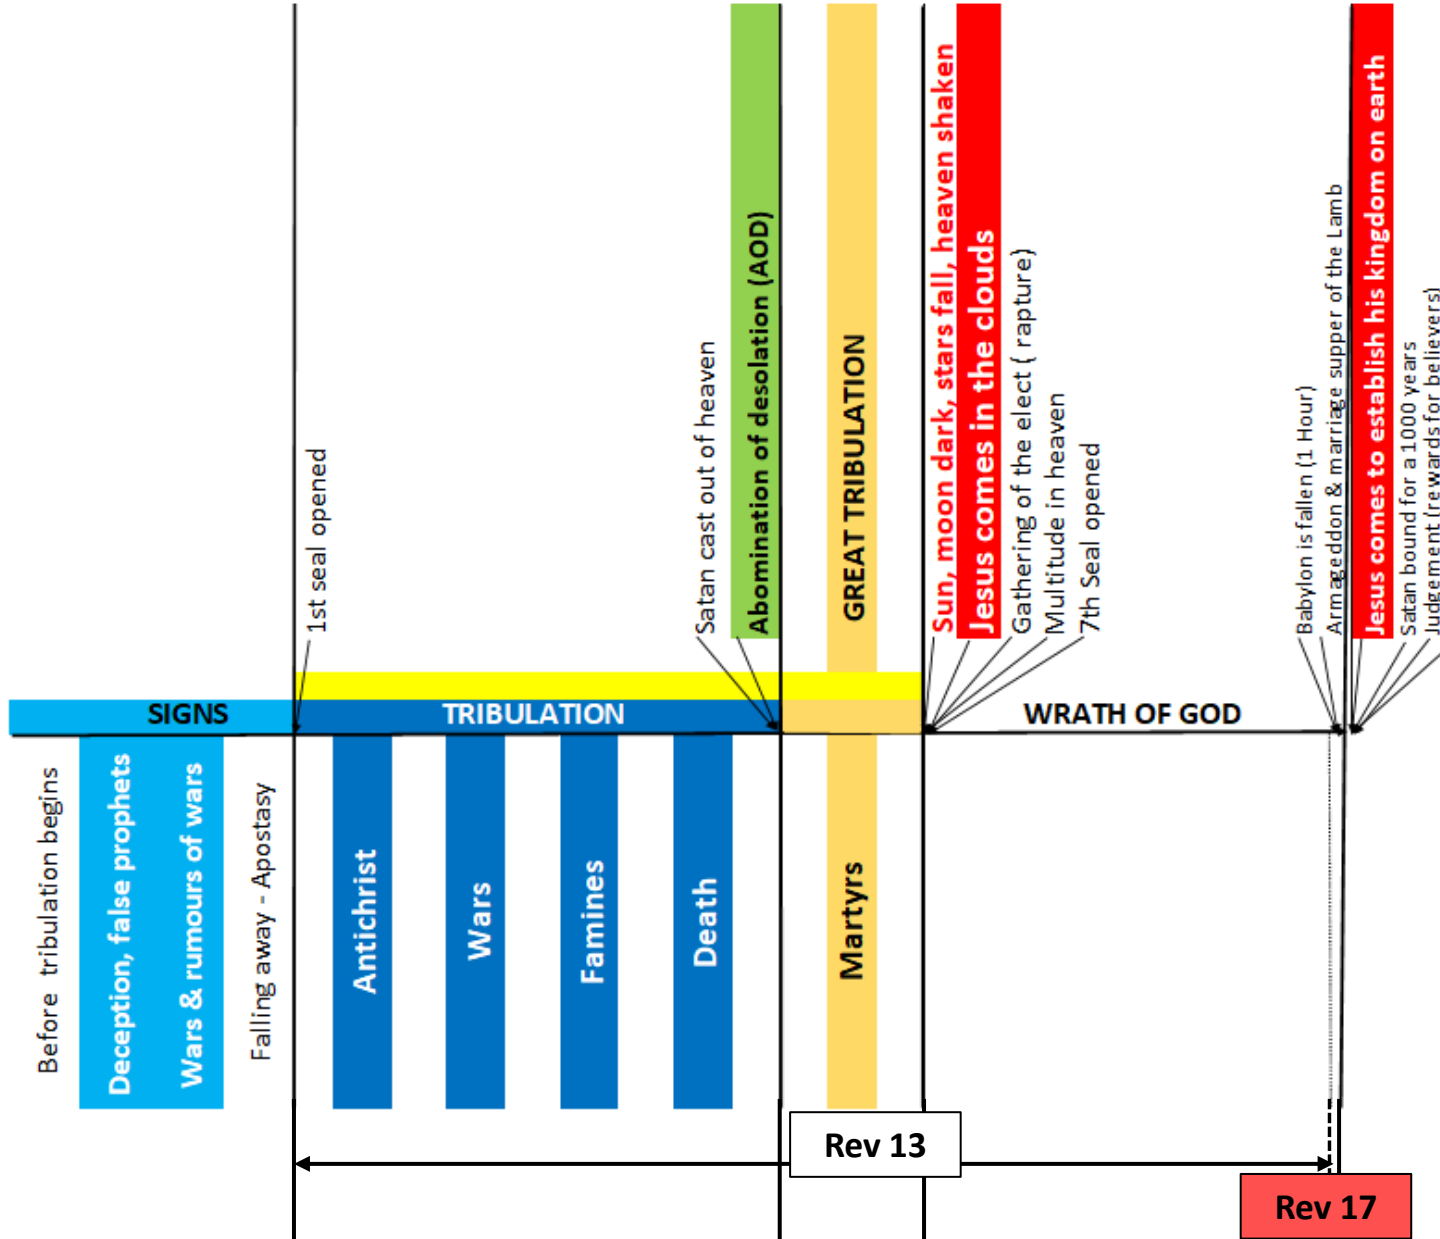 1st seal opened
Satan cast out of heaven
Abomination of desolation (AOD)
GREAT TRIBULATION
Sun, moon dark, stars fall, heaven shaken
Jesus comes in the clouds
Gathering of the elect ( rapture)
Multitude in heaven
7th Seal opened
Babylon is fallen (1 Hour)
Armageddon & marriage supper of the Lamb
Jesus comes to establish his kingdom on earth
Satan bound for a 1000 years
Judgement (rewards for believers)
SIGNS
TRIBULATION
WRATH OF GOD
Before tribulation begins
Deception, false prophets
Wars & rumours of wars
Falling away - Apostasy
Antichrist
Wars
Famines
Death
Martyrs
Rev 13
Rev 17